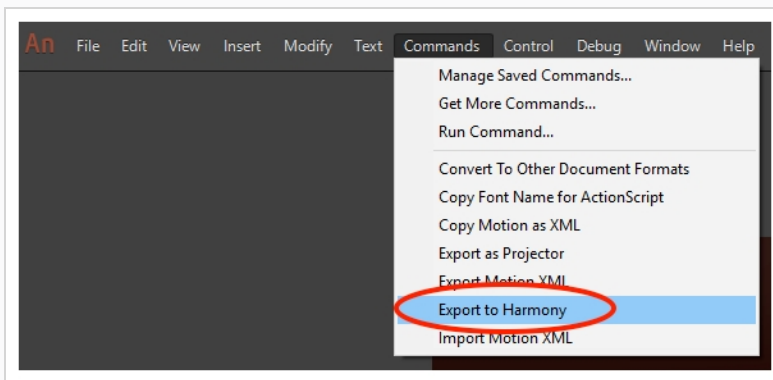 An File Edit View Insert Modify Text Commands Control Debug Window Help
Manage Saved Commands...
Get More Commands...
Run Command...
Convert To Other Document Formats
Copy Font Name for ActionScript
Copy Motion as XML
Export as Projector
Export Motion XML
Export to Harmony
Import Motion XML